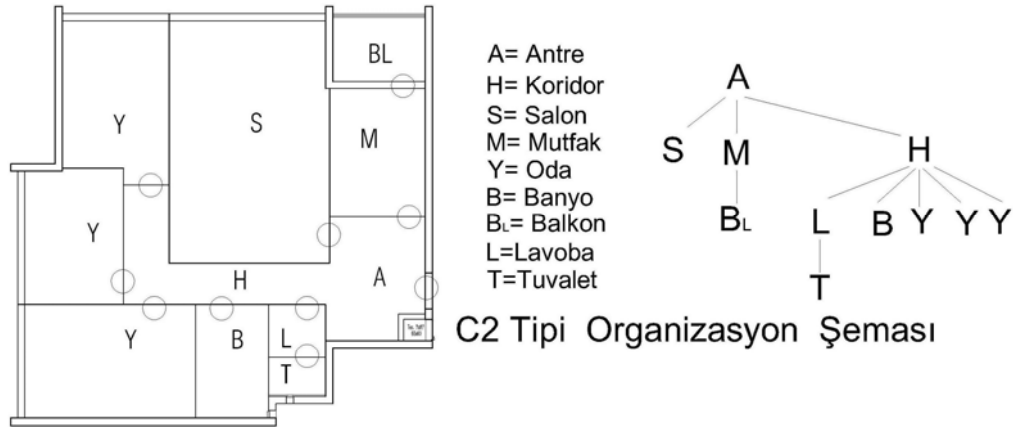 BL
Y
S
M
Y
H
A
Y
B
L
T
A= Antre
H= Koridor
S= Salon
M= Mutfak
Y= Oda
B= Banyo
BL= Balkon
L=Lavoba
T=Tuvalet
A
S M H
BL L B Y Y Y
T
C2 Tipi Organizasyon Şeması